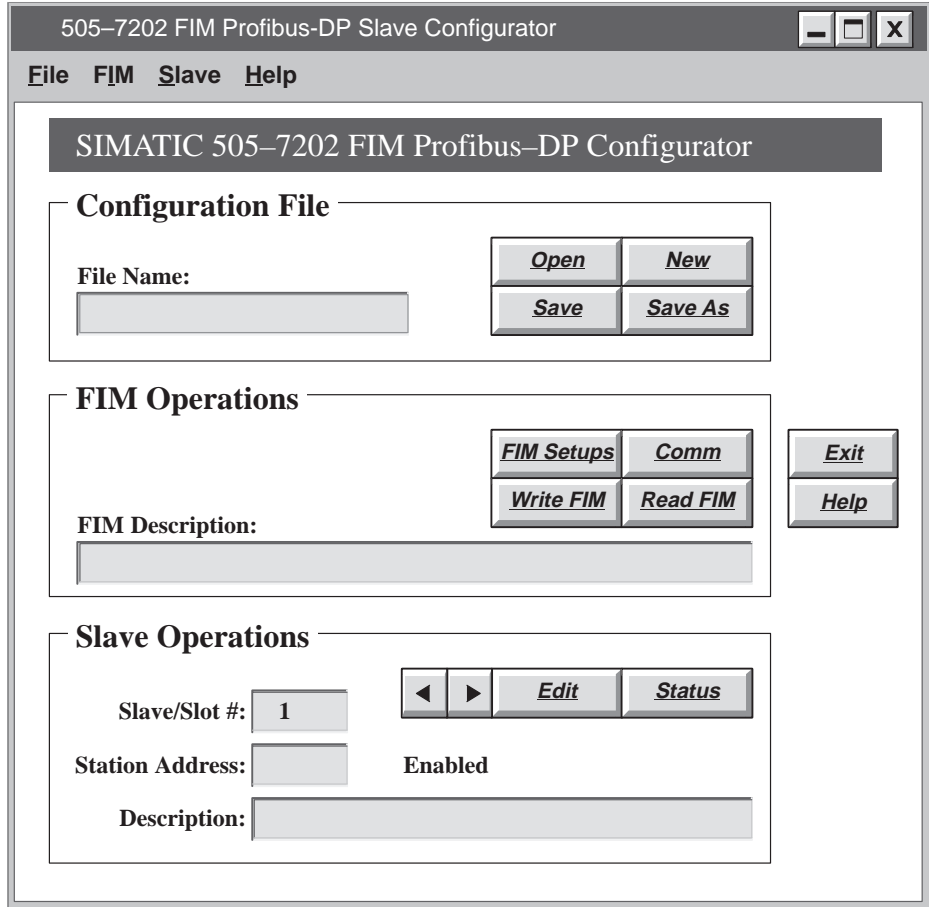 505–7202 FIM Profibus-DP Slave Configurator
X
File FIM Slave Help
SIMATIC 505–7202 FIM Profibus–DP Configurator
Configuration File
Open New
File Name:
Save Save As
FIM Operations
FIM Setups Comm Exit
Write FIM Read FIM Help
FIM Description:
Slave Operations
Edit Status
Slave/Slot #: 1
Station Address: Enabled
Description: